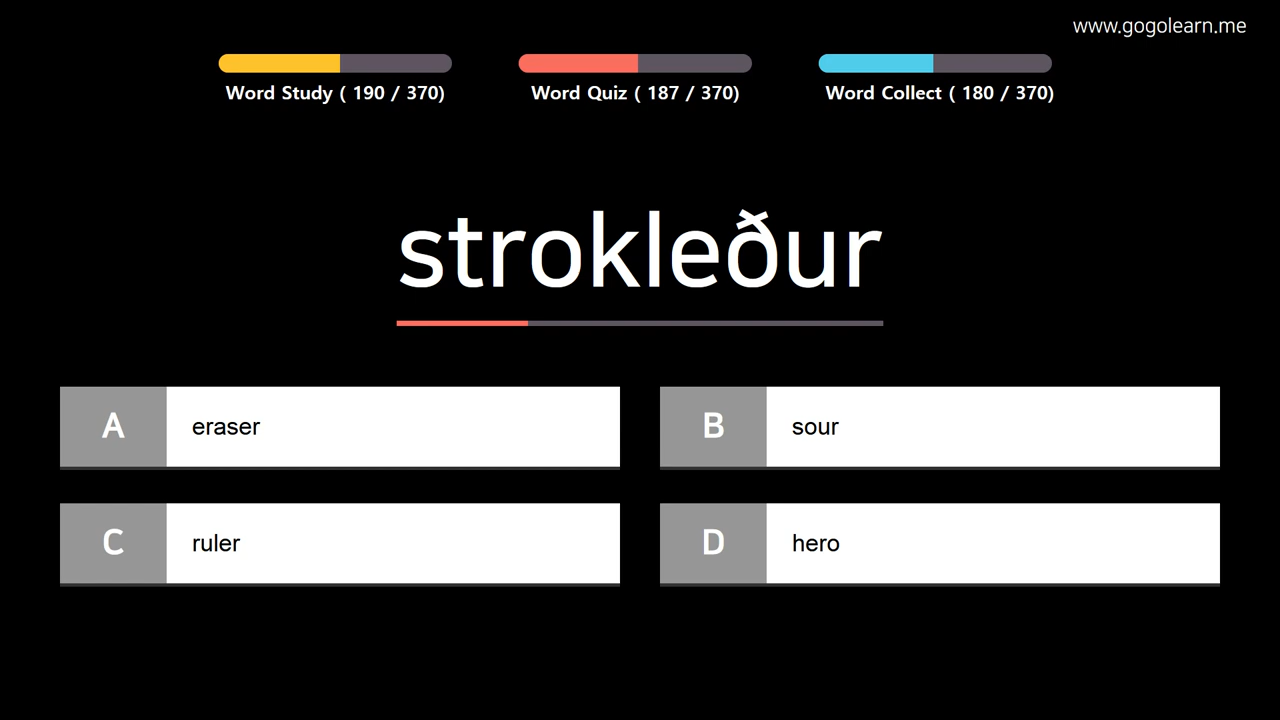 www.gogolearn.me
Word Study ( 190 / 370)
Word Quiz ( 187 / 370)
Word Collect ( 180 / 370)
strokleður
A eraser
B sour
C ruler
D hero